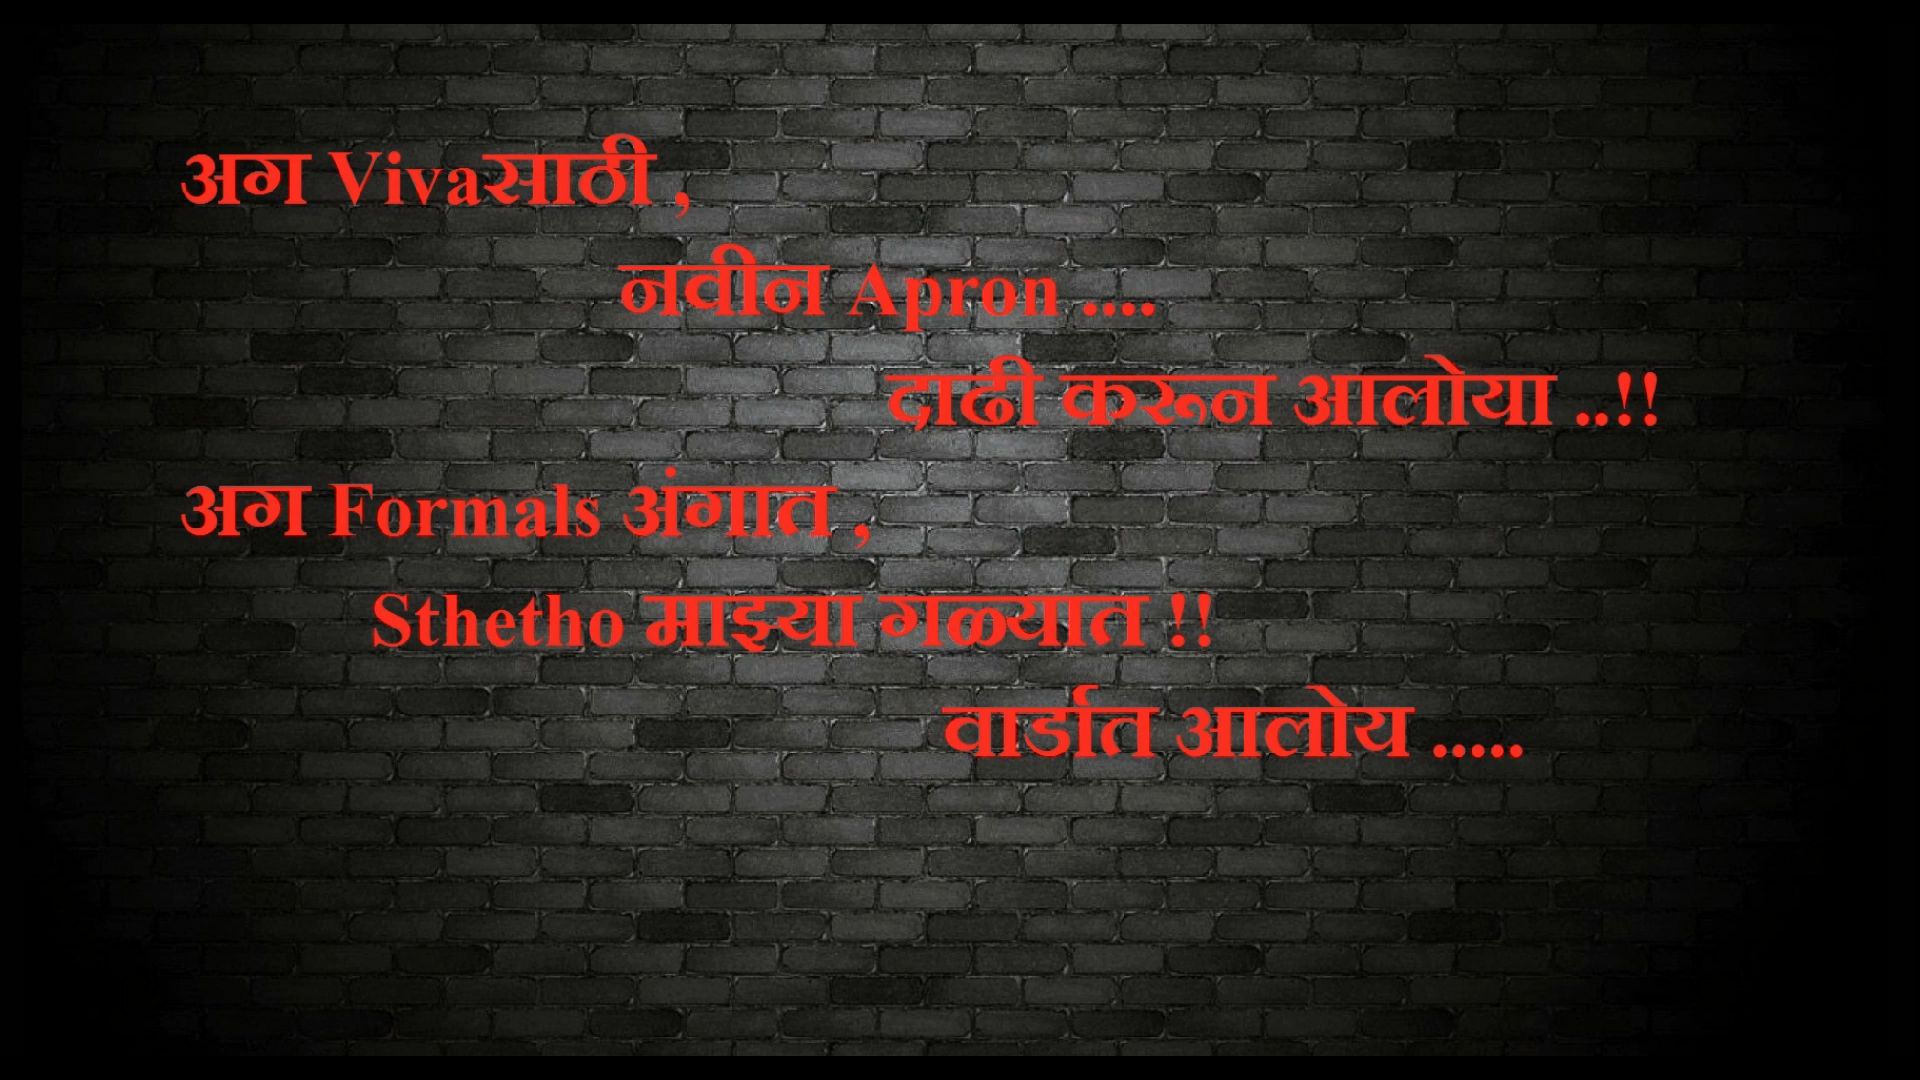 अग Vivaसाठी ,
नवीन Apron ....
दाढी करून आलोया ..!!
अग Formals अंगात ,
Sthetho माझ्या गळ्यात !!
वार्डात आलोय .....